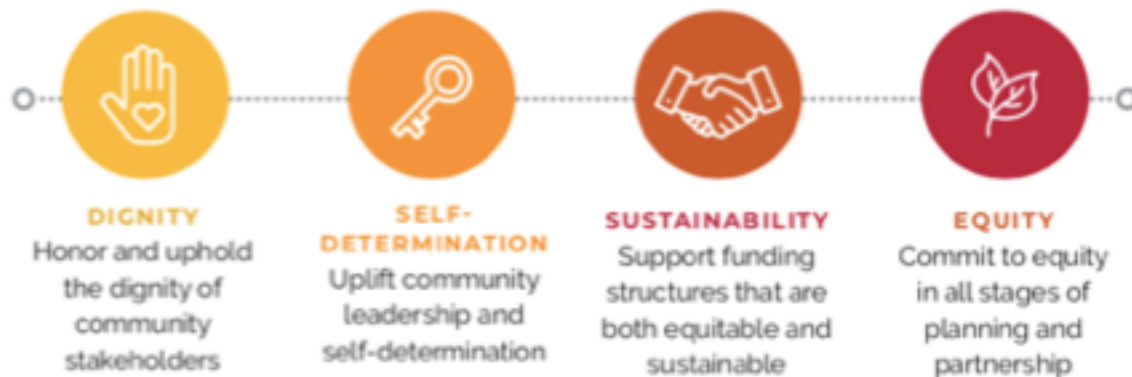 DIGNITY
Honor and uphold
the dignity of
community
stakeholders
SELF-
DETERMINATION
Uplift community
leadership and
self-determination
SUSTAINABILITY
Support funding
structures that are
both equitable and
sustainable
EQUITY
Commit to equity
in all stages of
planning and
partnership